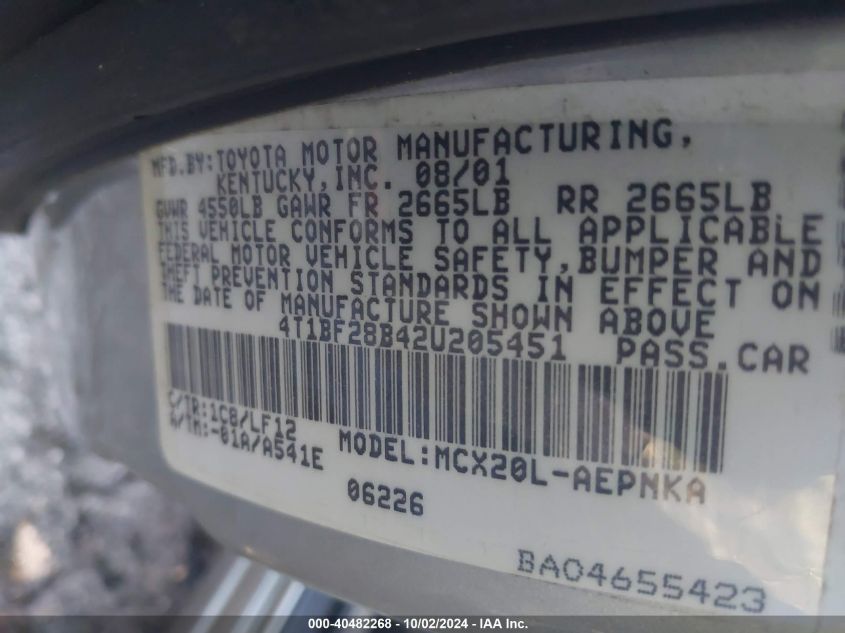 MFD.BY:TOYOTA MOTOR MANUFACTURING,
KENTUCKY,INC. 08/01
GVWR 4550LB GAWR FR 2665LB RR 2665LB
THIS VEHICLE CONFORMS TO ALL APPLICABLE
FEDERAL MOTOR VEHICLE SAFETY,BUMPER AND
THEFT PREVENTION STANDARDS IN EFFECT ON
THE DATE OF MANUFACTURE SHOWN ABOVE
4T1BF28B42U205451 PASS.CAR
C/TR:1C8/LF12
A/TM:-01A/A541E
MODEL:MCX20L-AEPNKA
06226
BA04655423
000-40482268 - 10/02/2024 - IAA Inc.